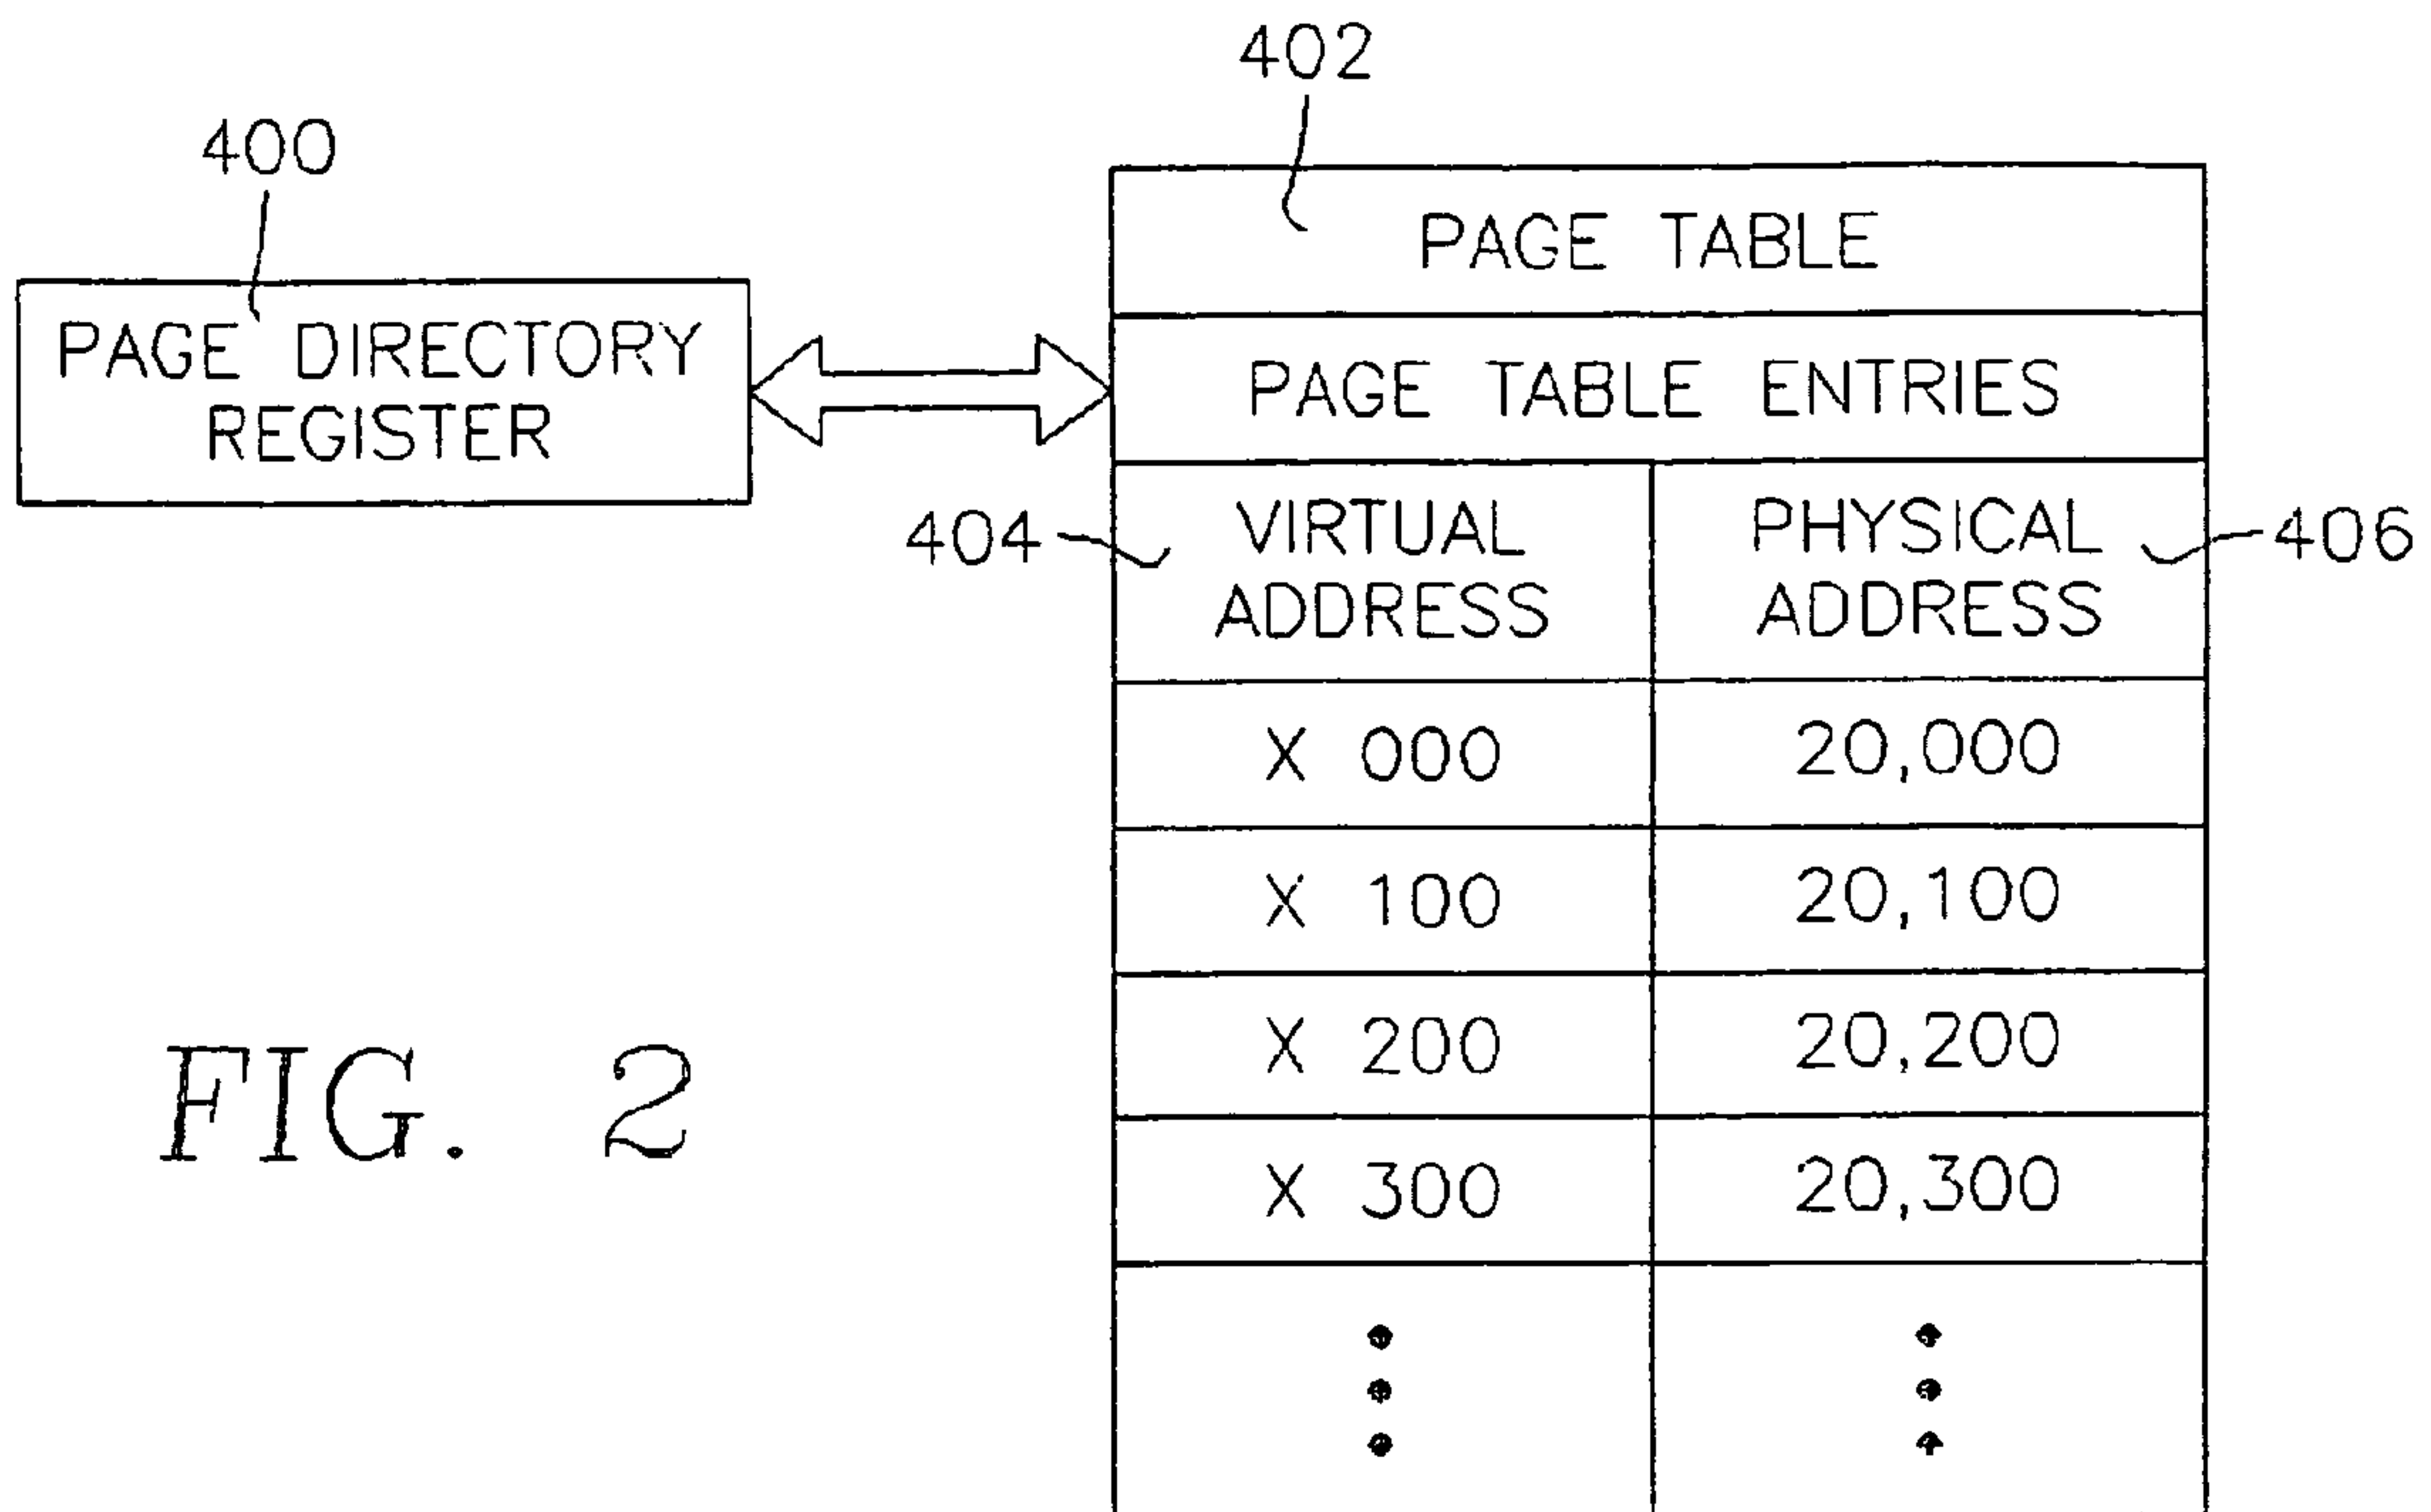 402
400
PAGE TABLE
PAGE DIRECTORY
REGISTER
PAGE TABLE ENTRIES
404
VIRTUAL
ADDRESS
PHYSICAL
ADDRESS
406
X 000 20,000
X 100 20,100
X 200 20,200
X 300 20,300
FIG. 2